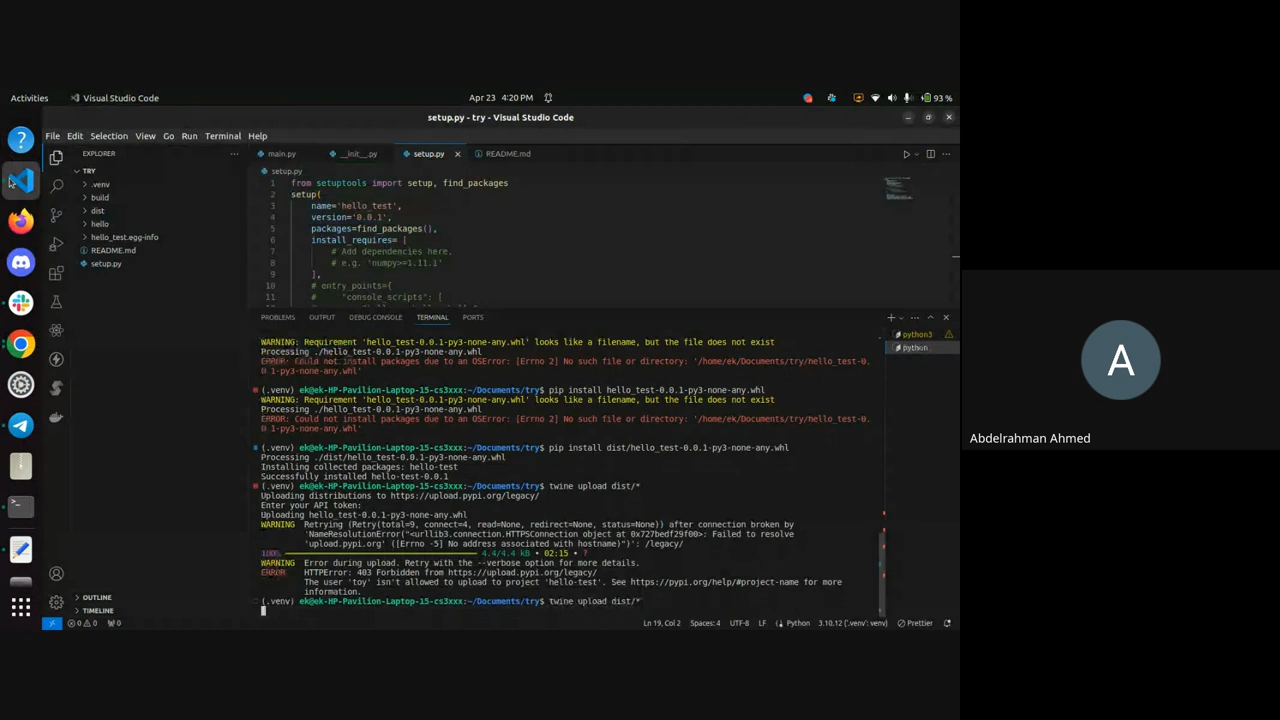 Activities
Visual Studio Code
Apr 23 4:20 PM
93 %
setup.py - try - Visual Studio Code
File Edit Selection View Go Run Terminal Help
EXPLORER
TRY
.venv
build
dist
hello
hello_test.egg-info
README.md
setup.py
OUTLINE
TIMELINE
main.py
__init__.py
setup.py
README.md
setup.py
1 from setuptools import setup, find_packages
2 setup(
3 name='hello_test',
4 version='0.0.1',
5 packages=find_packages(),
6 install_requires= [
7 # Add dependencies here.
8 # e.g. 'numpy>=1.11.1'
9 ],
10 # entry_points={
11 # "console_scripts": [
PROBLEMS OUTPUT DEBUG CONSOLE TERMINAL PORTS
python3
python
WARNING: Requirement 'hello_test-0.0.1-py3-none-any.whl' looks like a filename, but the file does not exist
Processing ./hello_test-0.0.1-py3-none-any.whl
ERROR: Could not install packages due to an OSError: [Errno 2] No such file or directory: '/home/ek/Documents/try/hello_test-0.
0.1-py3-none-any.whl'
(.venv) ek@ek-HP-Pavilion-Laptop-15-cs3xxx:~/Documents/try$ pip install hello_test-0.0.1-py3-none-any.whl
WARNING: Requirement 'hello_test-0.0.1-py3-none-any.whl' looks like a filename, but the file does not exist
Processing ./hello_test-0.0.1-py3-none-any.whl
ERROR: Could not install packages due to an OSError: [Errno 2] No such file or directory: '/home/ek/Documents/try/hello_test-0.
0.1-py3-none-any.whl'
(.venv) ek@ek-HP-Pavilion-Laptop-15-cs3xxx:~/Documents/try$ pip install dist/hello_test-0.0.1-py3-none-any.whl
Processing ./dist/hello_test-0.0.1-py3-none-any.whl
Installing collected packages: hello-test
Successfully installed hello-test-0.0.1
(.venv) ek@ek-HP-Pavilion-Laptop-15-cs3xxx:~/Documents/try$ twine upload dist/*
Uploading distributions to https://upload.pypi.org/legacy/
Enter your API token:
Uploading hello_test-0.0.1-py3-none-any.whl
WARNING Retrying (Retry(total=9, connect=4, read=None, redirect=None, status=None)) after connection broken by
'NameResolutionError("<urllib3.connection.HTTPSConnection object at 0x727bedf29f00>: Failed to resolve
'upload.pypi.org' ([Errno -5] No address associated with hostname)")': /legacy/
100% 4.4/4.4 kB • 02:15 • ?
WARNING Error during upload. Retry with the --verbose option for more details.
ERROR HTTPError: 403 Forbidden from https://upload.pypi.org/legacy/
The user 'toy' isn't allowed to upload to project 'hello-test'. See https://pypi.org/help/#project-name for more
information.
(.venv) ek@ek-HP-Pavilion-Laptop-15-cs3xxx:~/Documents/try$ twine upload dist/*
0 0 0
Ln 19, Col 2 Spaces: 4 UTF-8 LF Python 3.10.12 ('.venv': venv) Prettier
A
Abdelrahman Ahmed